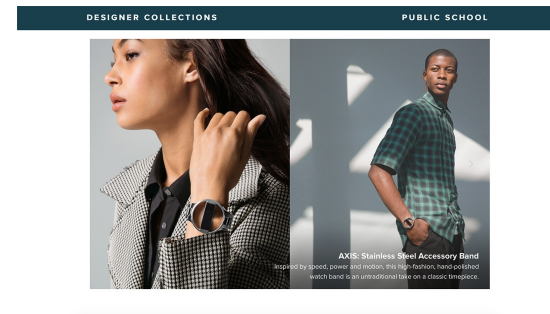 DESIGNER COLLECTIONS PUBLIC SCHOOL
AXIS: Stainless Steel Accessory Band
Inspired by speed, power and motion, this high-fashion, hand-polished
watch band is an untraditional take on a classic timepiece.